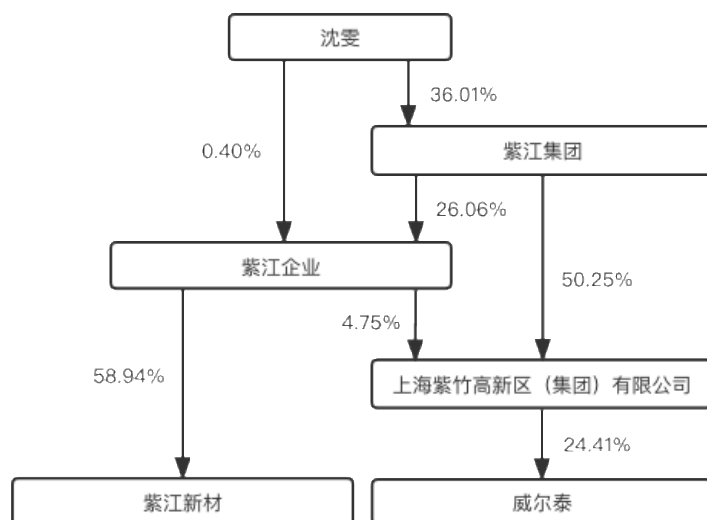 沈雯
36.01%
0.40%
紫江集团
26.06%
紫江企业
50.25%
4.75%
58.94%
上海紫竹高新区（集团）有限公司
24.41%
紫江新材
威尔泰